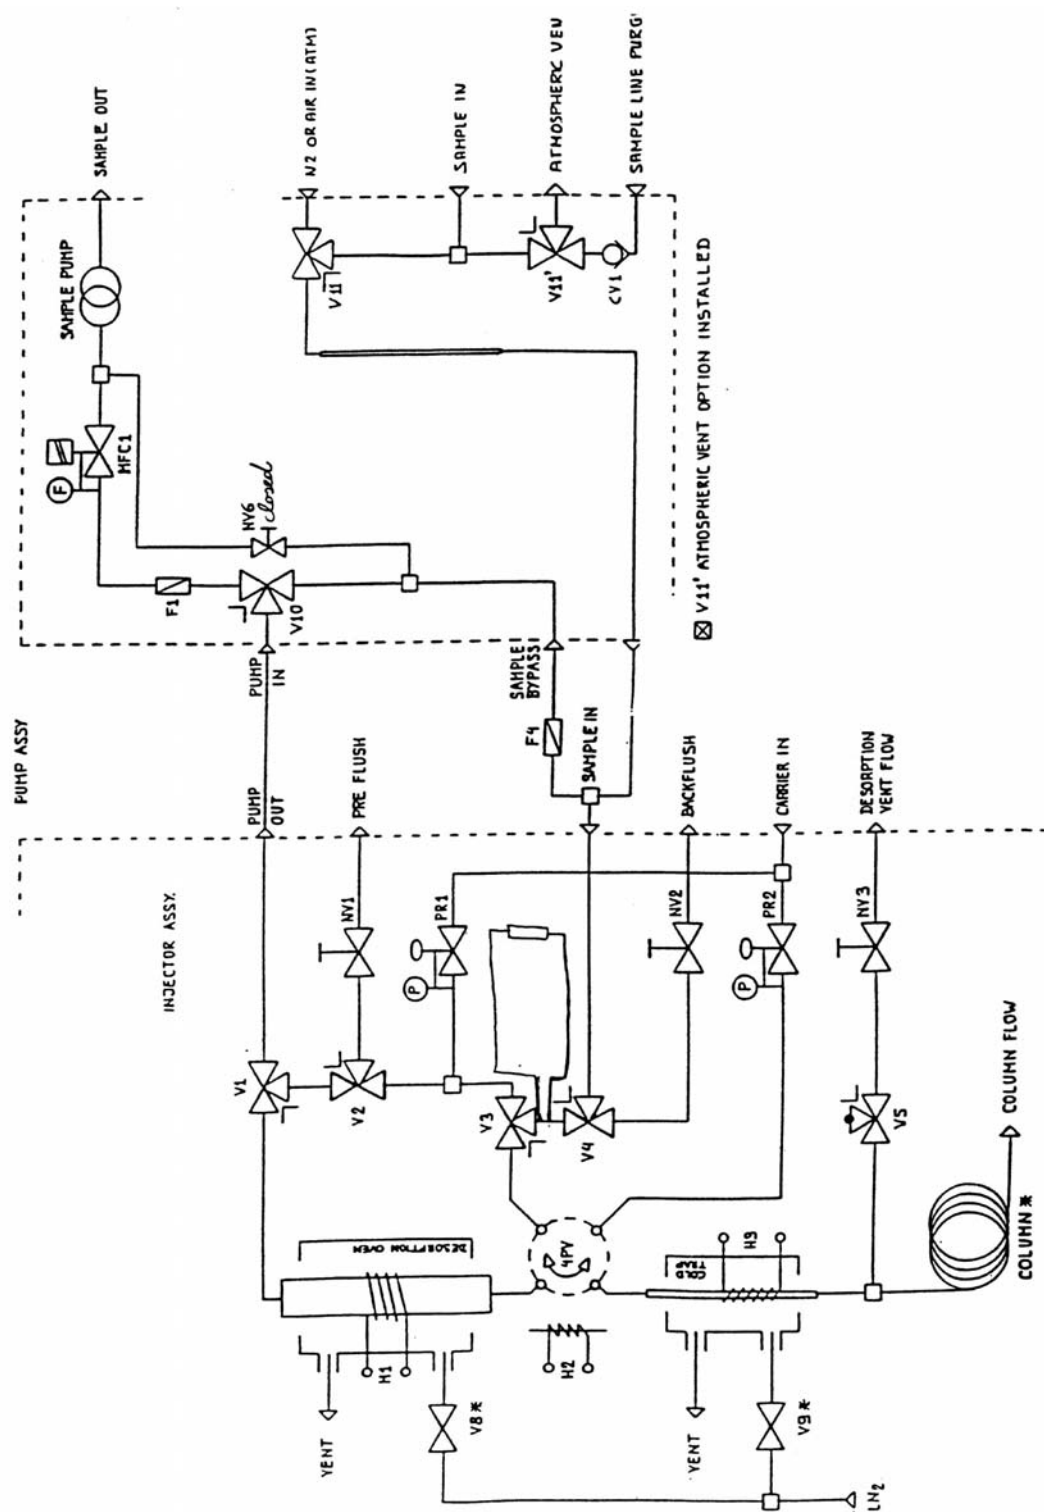 PUMP ASSY
INJECTOR ASSY.
SAMPLE OUT
SAMPLE PUMP
MFC1
F
NV6
closed
F1
V10
N2 OR AIR IN(ATM)
V11
SAMPLE IN
ATMOSPHERIC VEN
V11'
CV1
SAMPLE LINE PURG
☒ V11' ATMOSPHERIC VENT OPTION INSTALLED
PUMP
IN
SAMPLE
BYPASS
F4
SAMPLE IN
PUMP
OUT
PRE FLUSH
BACKFLUSH
CARRIER IN
DESORPTION
VENT FLOW
V1
V2
NV1
PR1
P
V3
V4
NV2
PR2
P
NV3
V5
COLUMN FLOW
COLUMN*
DESORPTION OVEN
H1
VENT
V8*
4PV
H2
H3
VENT
V9*
LN2